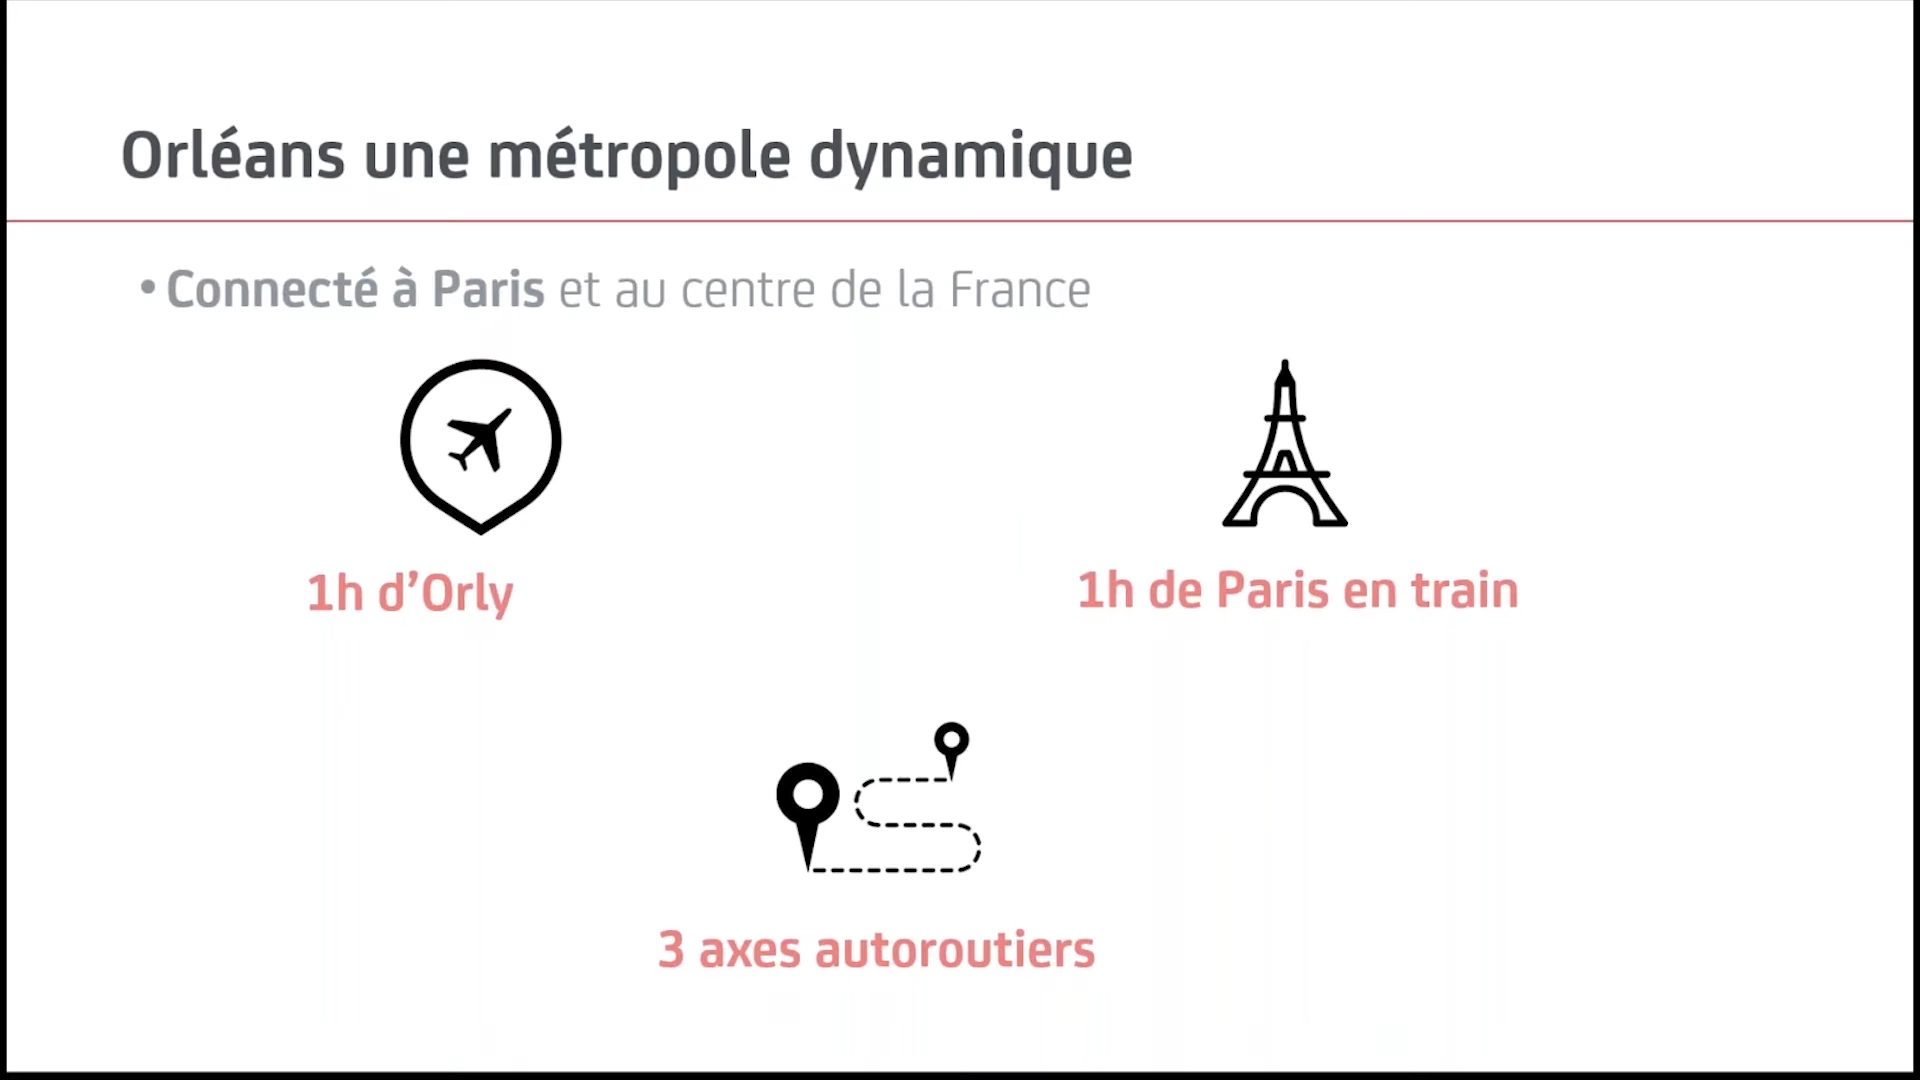 Orléans une métropole dynamique
• Connecté à Paris et au centre de la France
1h d’Orly
1h de Paris en train
3 axes autoroutiers